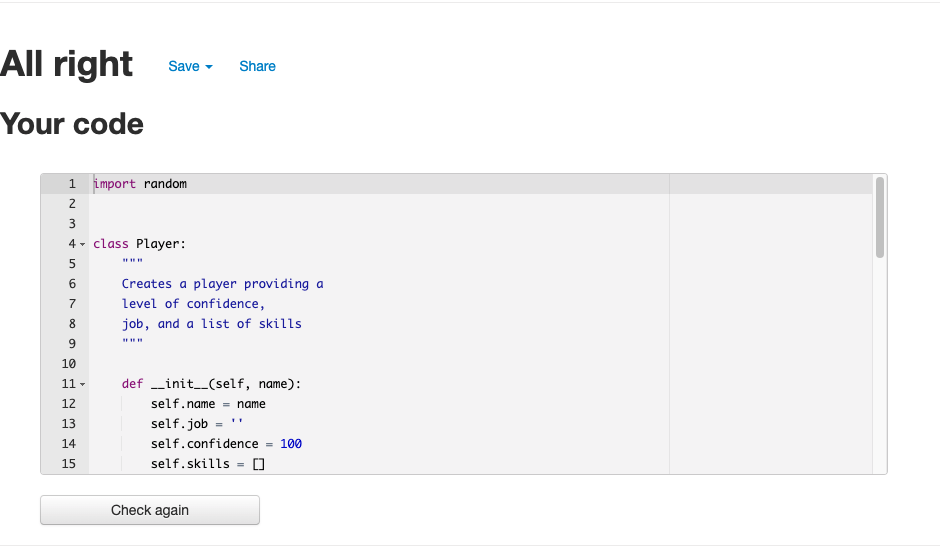 All right
Save
Share
Your code
1 import random
2
3
4 class Player:
5     """
6     Creates a player providing a
7     level of confidence,
8     job, and a list of skills
9     """
10
11     def __init__(self, name):
12         self.name = name
13         self.job = ''
14         self.confidence = 100
15         self.skills = []
Check again